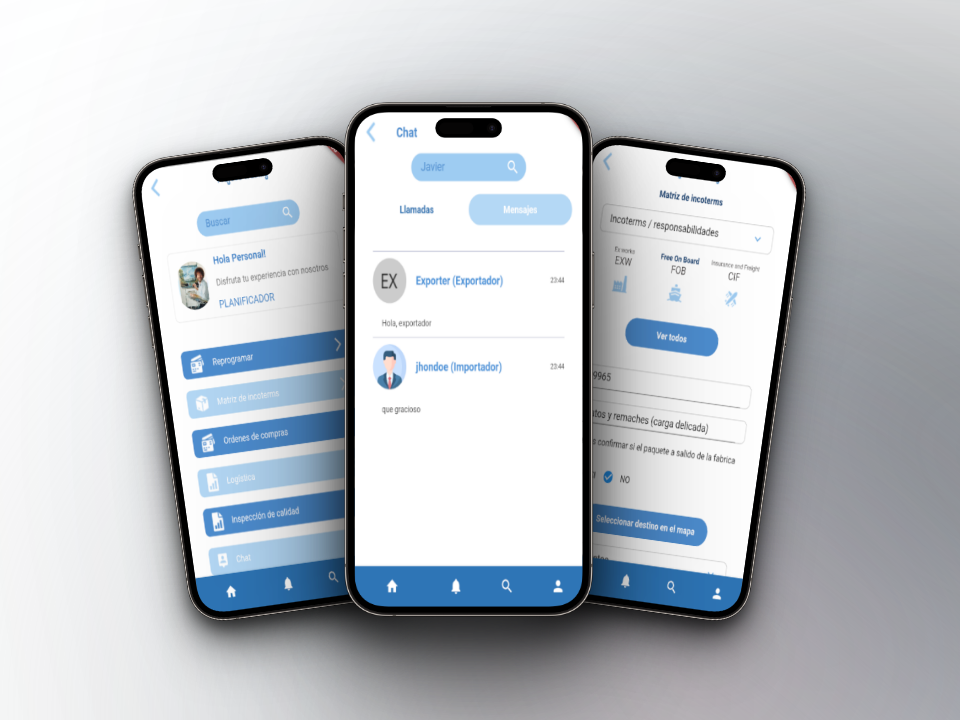 Buscar
Hola Personal!
Disfruta tu experiencia con nosotros
PLANIFICADOR
Reprogramar
Matriz de incoterms
Ordenes de compras
Logística
Inspección de calidad
Chat
Chat
Javier
Llamadas
Mensajes
EX
Exporter (Exportador)
23:44
Hola, exportador
jhondoe (Importador)
23:44
que gracioso
Matriz de incoterms
Incoterms / responsabilidades
Ex works
EXW
Free On Board
FOB
Insurance and Freight
CIF
Ver todos
9965
tos y remaches (carga delicada)
s confirmar si el paquete a salido de la fabrica
NO
Seleccionar destino en el mapa